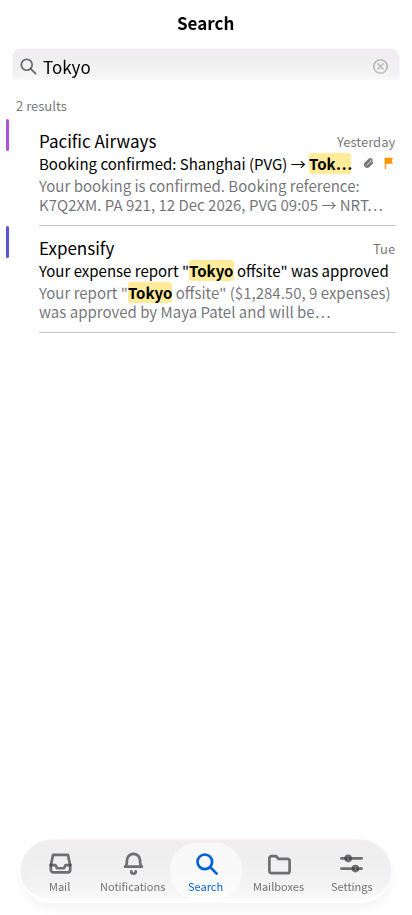 Search
Tokyo
2 results
Pacific Airways Yesterday
Booking confirmed: Shanghai (PVG) → Tok…
Your booking is confirmed. Booking reference:
K7Q2XM. PA 921, 12 Dec 2026, PVG 09:05 → NRT…
Expensify Tue
Your expense report "Tokyo offsite" was approved
Your report "Tokyo offsite" ($1,284.50, 9 expenses)
was approved by Maya Patel and will be…
Mail Notifications Search Mailboxes Settings